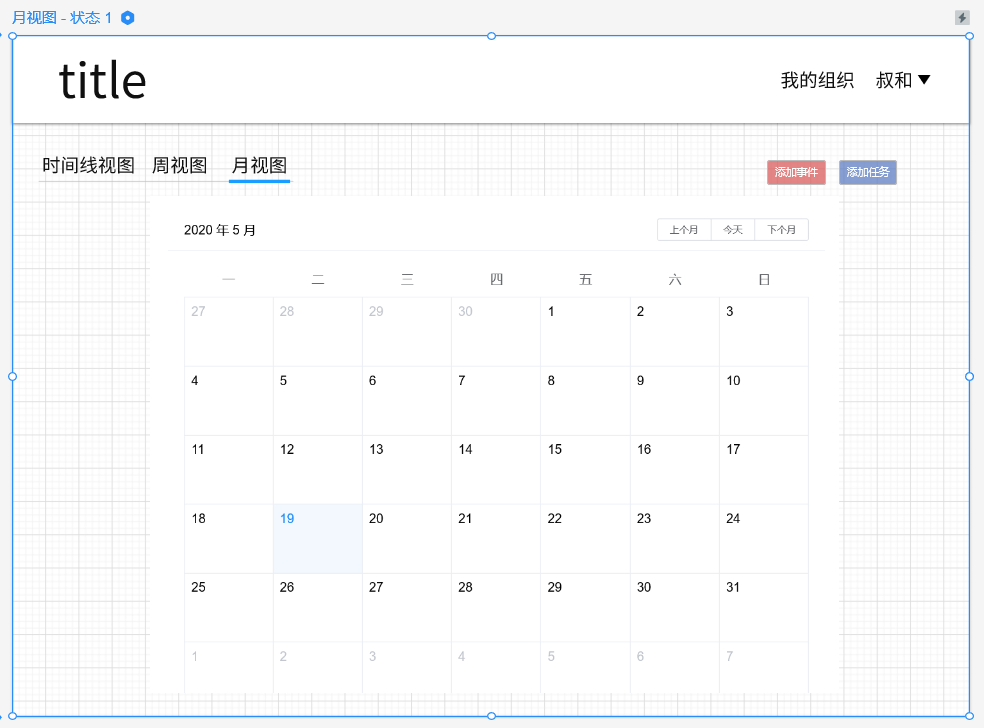 月视图 - 状态 1
title
我的组织 叔和
时间线视图 周视图 月视图
添加事件 添加任务
2020 年 5 月 上个月 今天 下个月
一 二 三 四 五 六 日
27 28 29 30 1 2 3
4 5 6 7 8 9 10
11 12 13 14 15 16 17
18 19 20 21 22 23 24
25 26 27 28 29 30 31
1 2 3 4 5 6 7